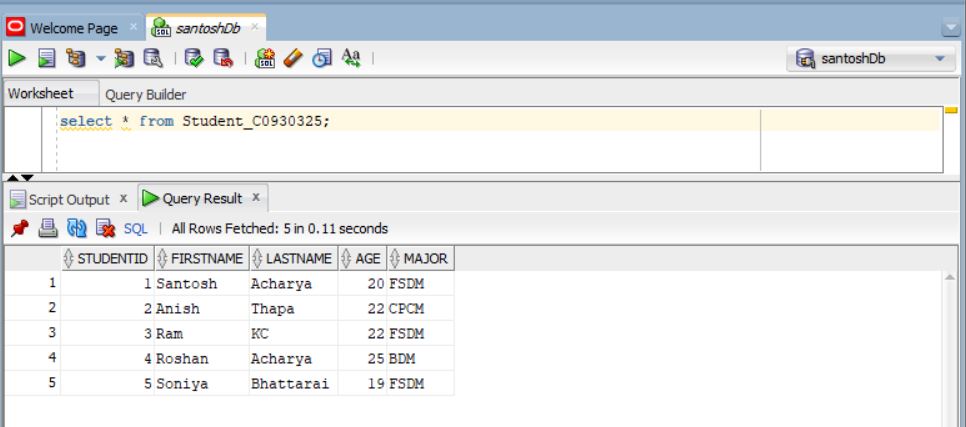 Welcome Page santoshDb
santoshDb
Worksheet Query Builder
select * from Student_C0930325;
Script Output x Query Result x
SQL | All Rows Fetched: 5 in 0.11 seconds
STUDENTID FIRSTNAME LASTNAME AGE MAJOR
1 1 Santosh Acharya 20 FSDM
2 2 Anish Thapa 22 CPCM
3 3 Ram KC 22 FSDM
4 4 Roshan Acharya 25 BDM
5 5 Soniya Bhattarai 19 FSDM